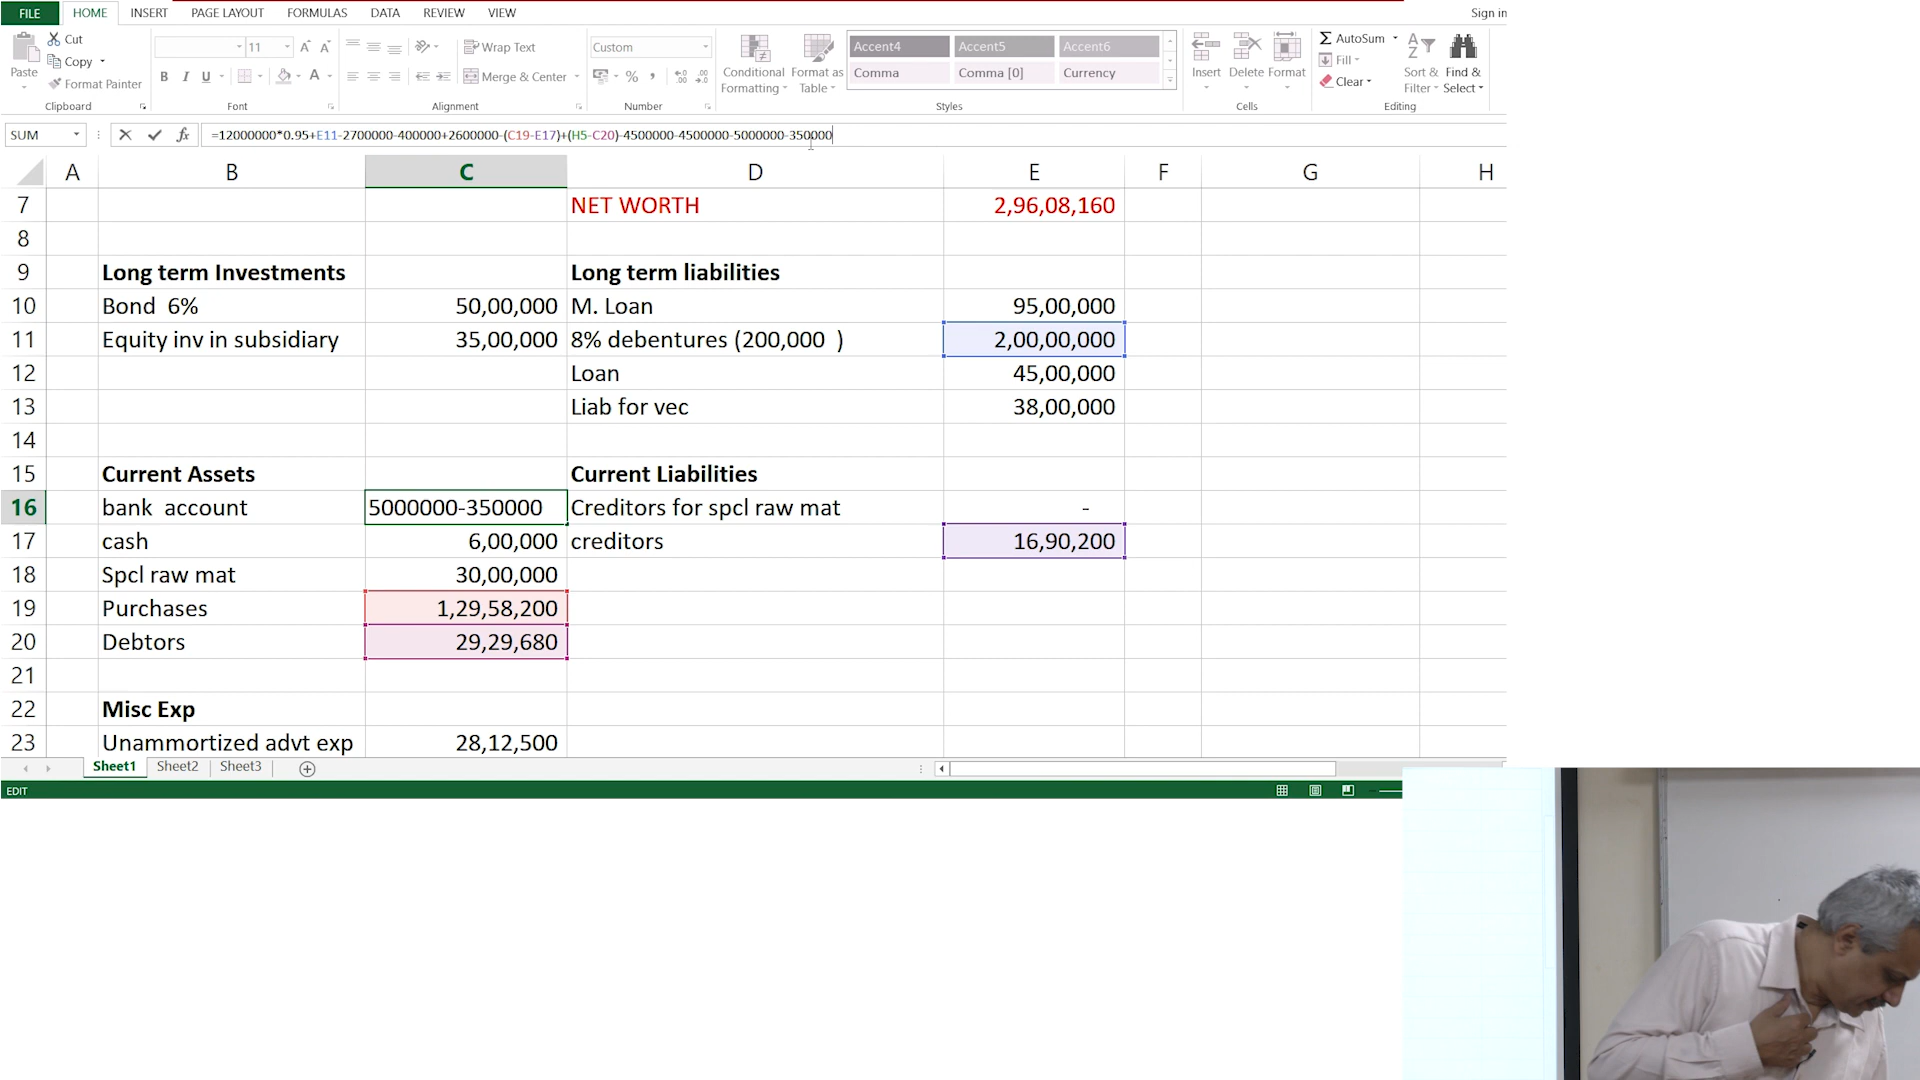 FILE HOME INSERT PAGE LAYOUT FORMULAS DATA REVIEW VIEW Sign in
Cut
Copy
Format Painter
Paste
Clipboard
11 A A
B I U A
Font
Wrap Text
Merge & Center
Alignment
Custom
%
Number
Conditional Formatting
Format as Table
Accent4 Accent5 Accent6
Comma Comma [0] Currency
Styles
Insert Delete Format
Cells
AutoSum
Fill
Clear
Sort & Filter
Find & Select
Editing
SUM fx =12000000*0.95+E11-2700000-400000+2600000-(C19-E17)+(H5-C20)-4500000-4500000-5000000-350000
A B C D E F G H
7 NET WORTH 2,96,08,160
8
9 Long term Investments Long term liabilities
10 Bond 6% 50,00,000 M. Loan 95,00,000
11 Equity inv in subsidiary 35,00,000 8% debentures (200,000 ) 2,00,00,000
12 Loan 45,00,000
13 Liab for vec 38,00,000
14
15 Current Assets Current Liabilities
16 bank account 5000000-350000 Creditors for spcl raw mat -
17 cash 6,00,000 creditors 16,90,200
18 Spcl raw mat 30,00,000
19 Purchases 1,29,58,200
20 Debtors 29,29,680
21
22 Misc Exp
23 Unammortized advt exp 28,12,500
Sheet1 Sheet2 Sheet3
EDIT